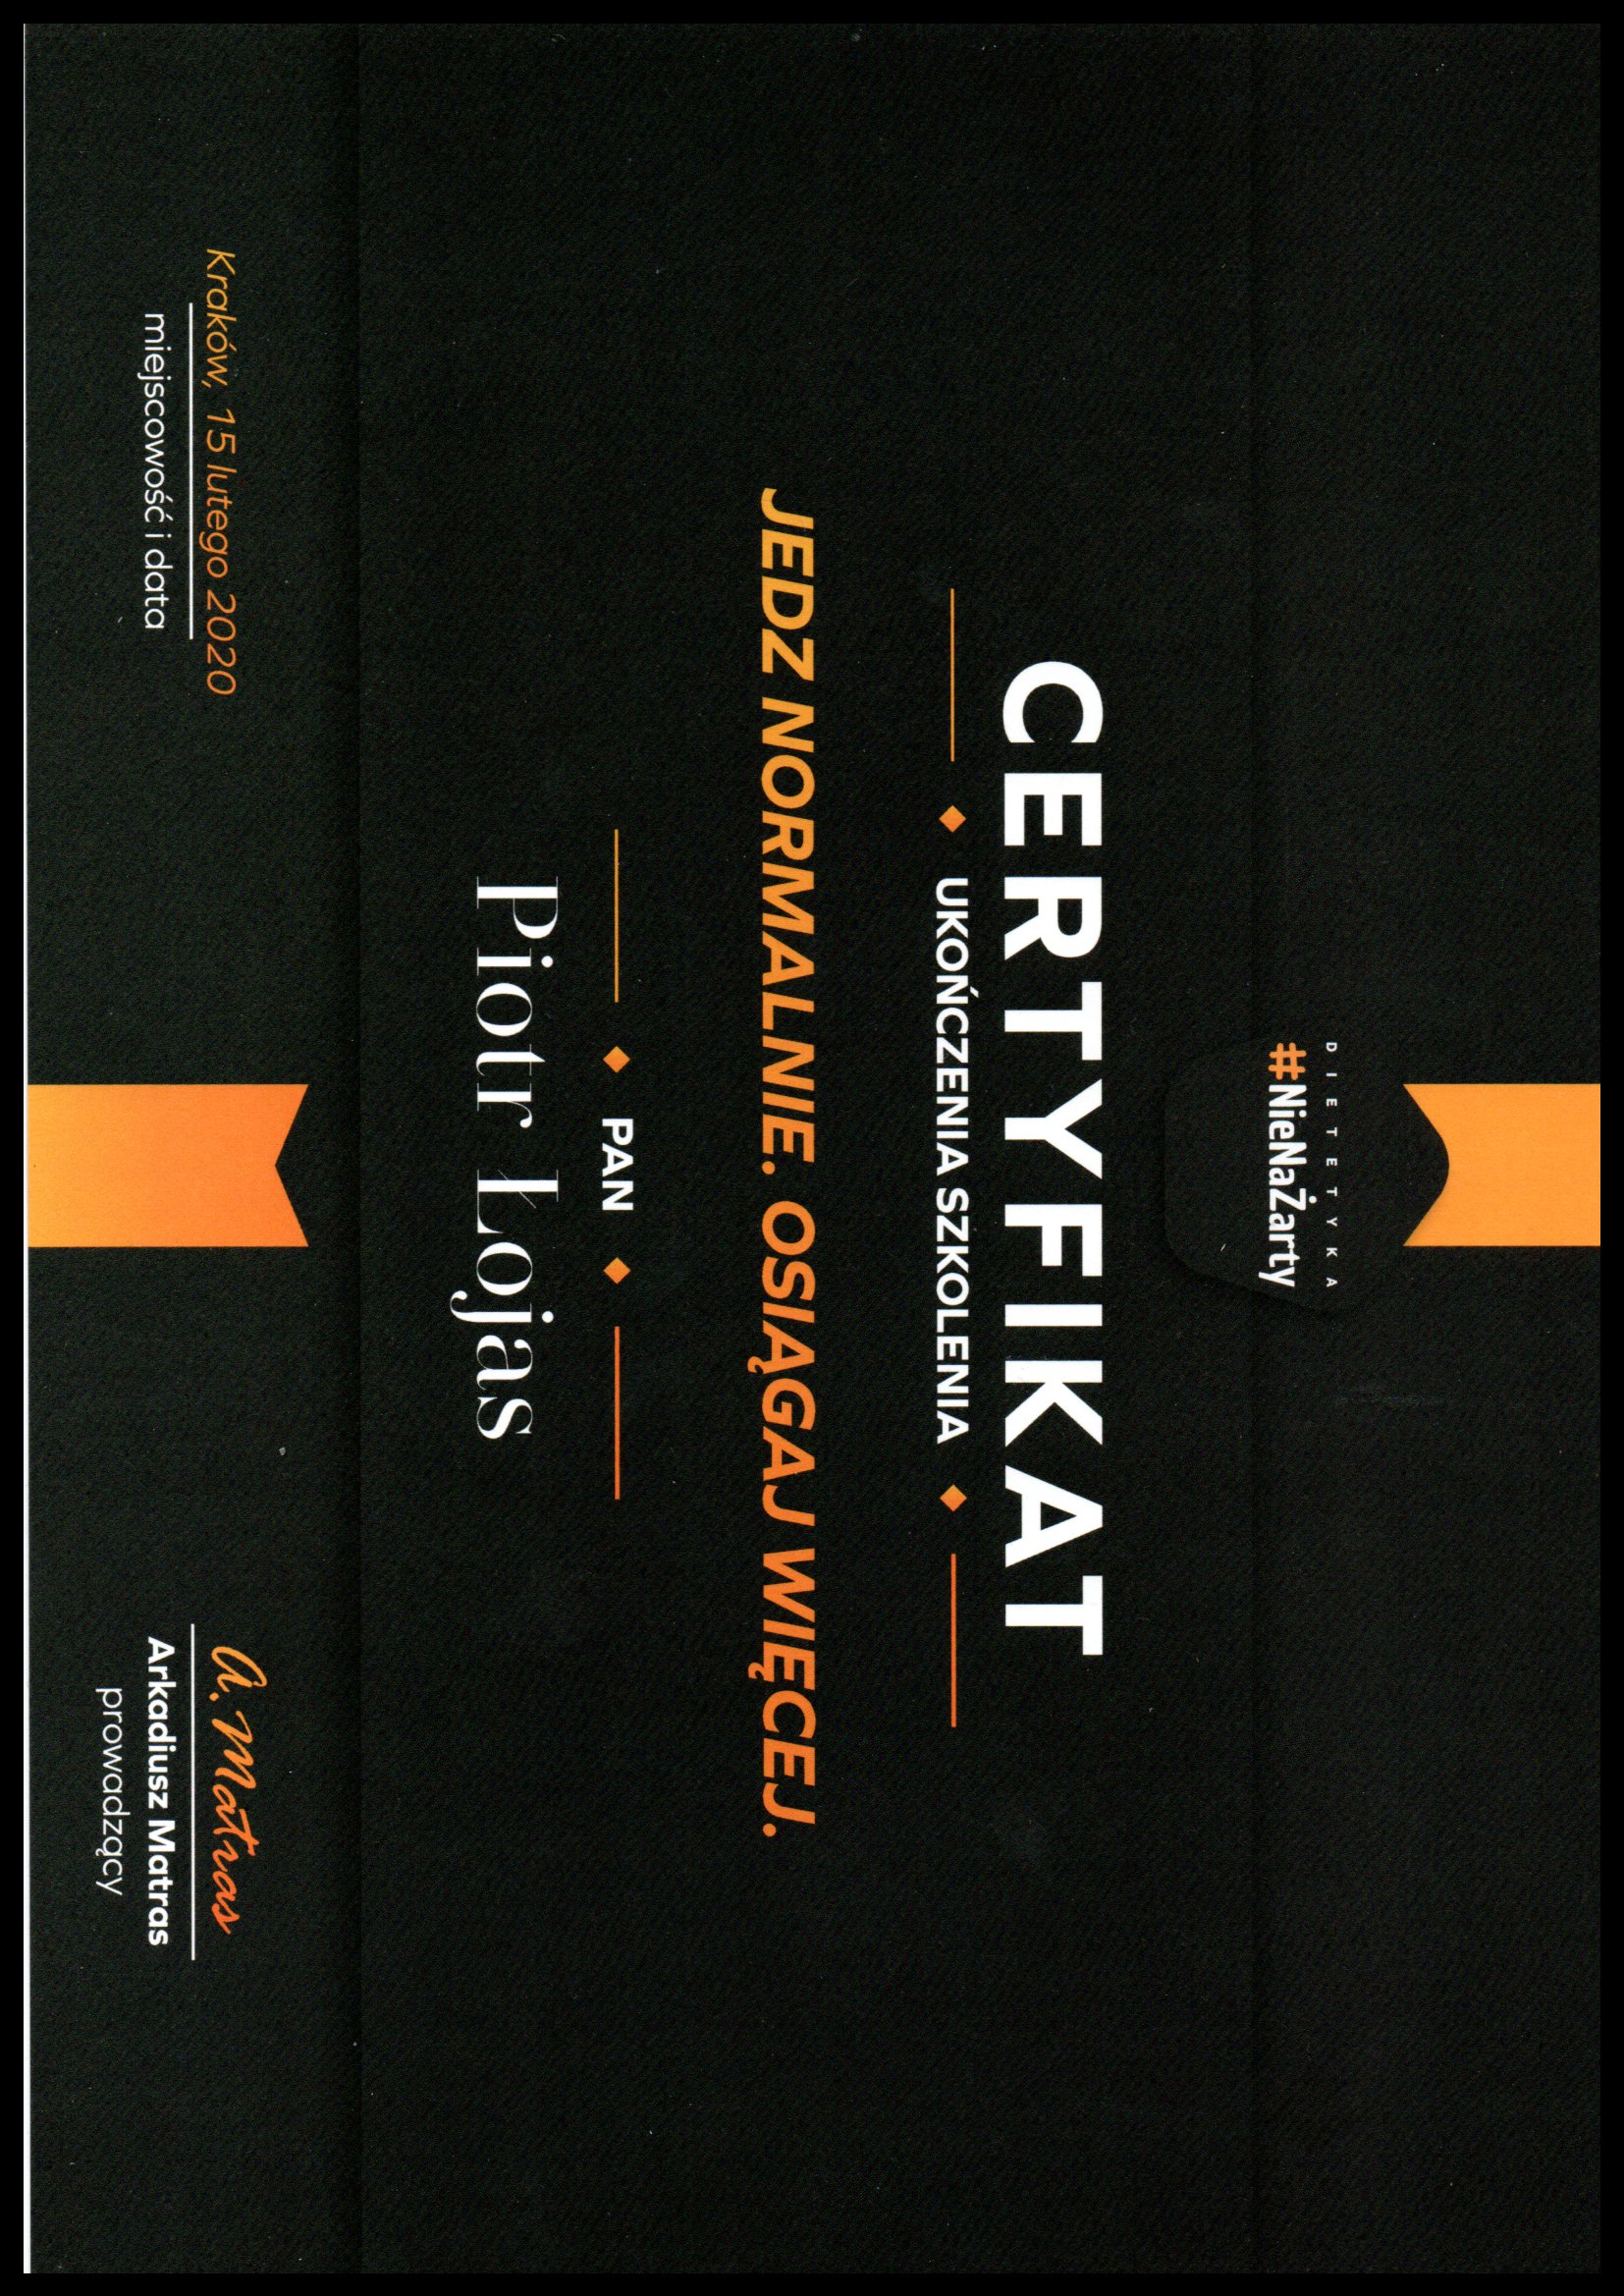 DIETETYKA
#NieNaŻarty
CERTYFIKAT
UKOŃCZENIA SZKOLENIA
JEDZ NORMALNIE. OSIĄGAJ WIĘCEJ.
PAN
Piotr Łojas
Kraków, 15 lutego 2020
miejscowość i data
A. Matras
Arkadiusz Matras
prowadzący